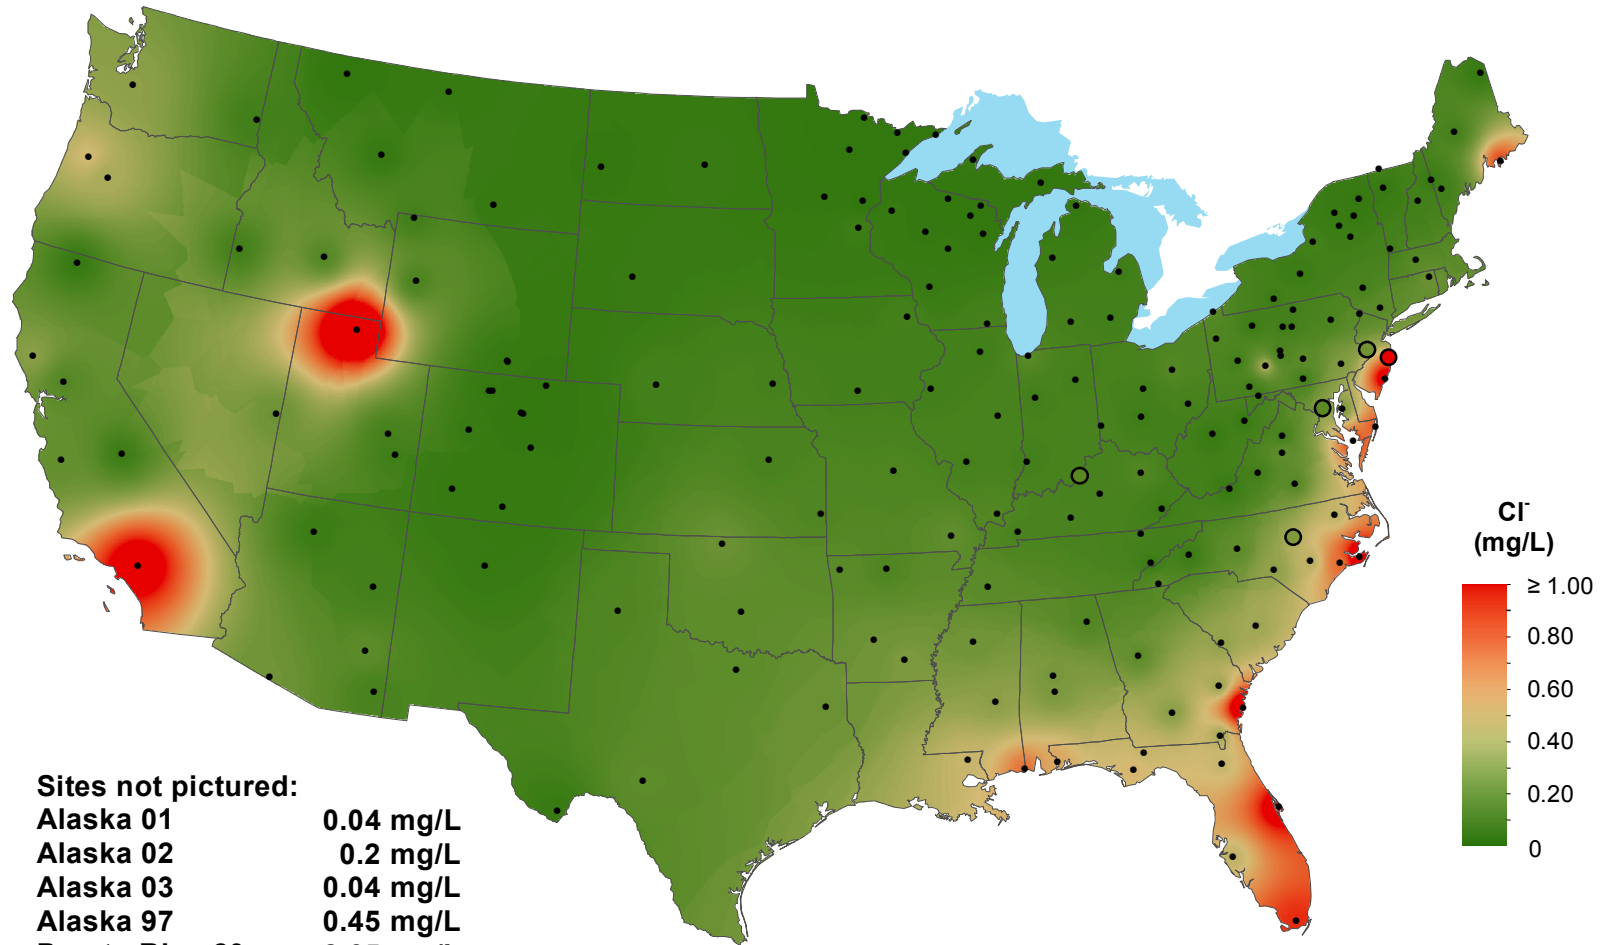 Cl⁻
(mg/L)
≥ 1.00
0.80
0.60
0.40
0.20
0
Sites not pictured:
Alaska 01 0.04 mg/L
Alaska 02 0.2 mg/L
Alaska 03 0.04 mg/L
Alaska 97 0.45 mg/L